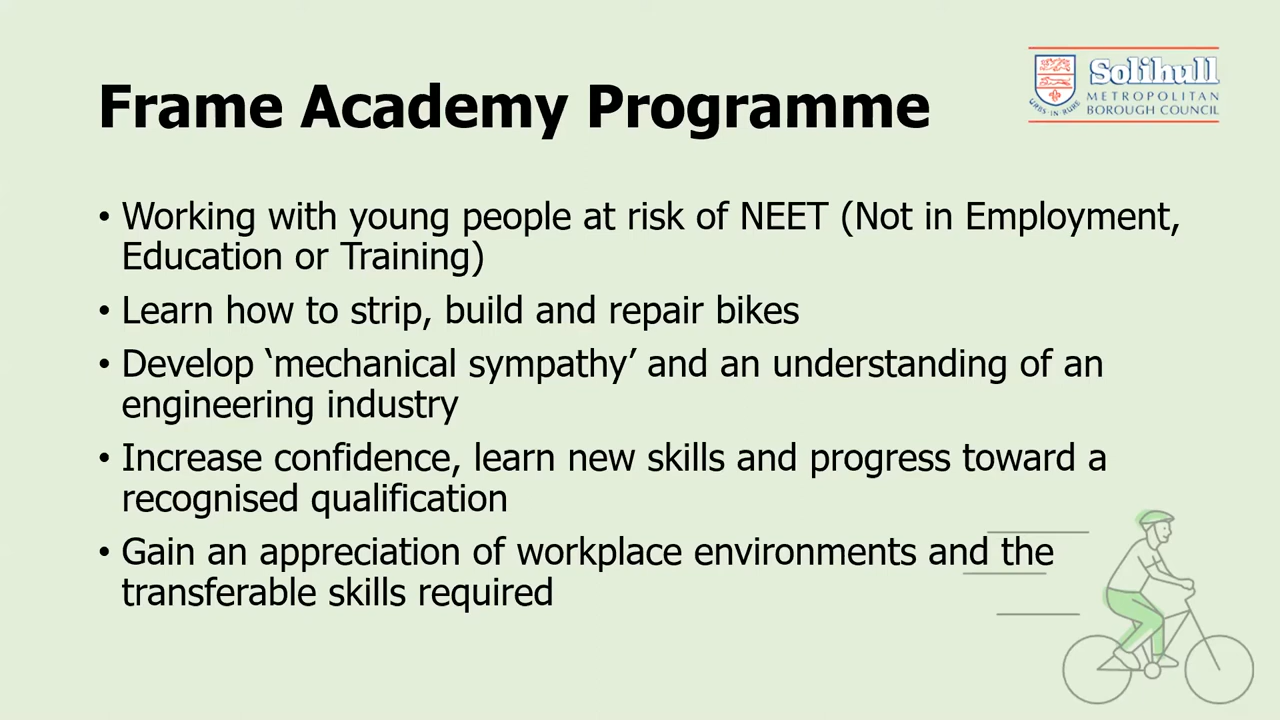 Frame Academy Programme
Solihull
METROPOLITAN
BOROUGH COUNCIL
URBS·IN·RURE
• Working with young people at risk of NEET (Not in Employment,
Education or Training)
• Learn how to strip, build and repair bikes
• Develop ‘mechanical sympathy’ and an understanding of an
engineering industry
• Increase confidence, learn new skills and progress toward a
recognised qualification
• Gain an appreciation of workplace environments and the
transferable skills required